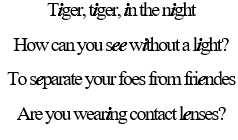 Tiger, tiger, in the night
How can you see without a light?
To separate your foes from friendes
Are you wearing contact lenses?